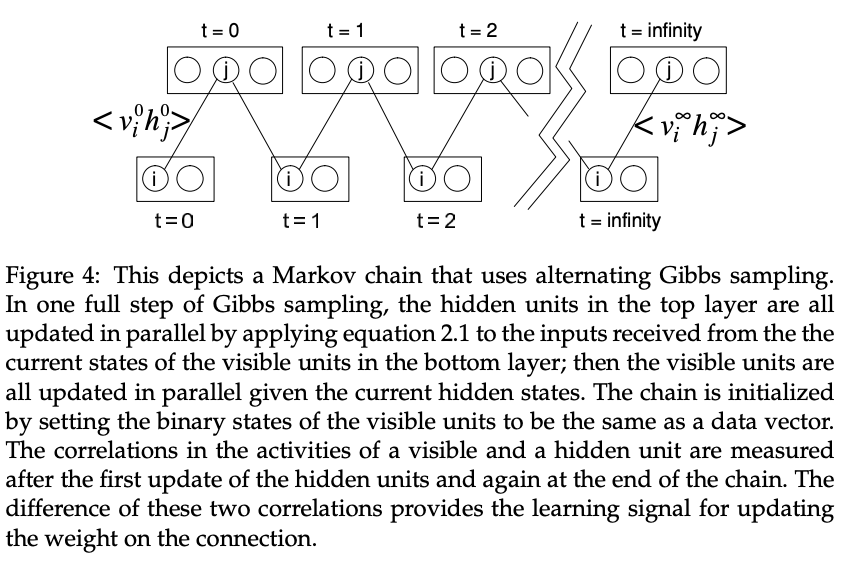 t = 0 t = 1 t = 2 t = infinity
j j j j
< v_i^0 h_j^0 > < v_i^∞ h_j^∞ >
i i i i
t = 0 t = 1 t = 2 t = infinity
Figure 4: This depicts a Markov chain that uses alternating Gibbs sampling.
In one full step of Gibbs sampling, the hidden units in the top layer are all
updated in parallel by applying equation 2.1 to the inputs received from the the
current states of the visible units in the bottom layer; then the visible units are
all updated in parallel given the current hidden states. The chain is initialized
by setting the binary states of the visible units to be the same as a data vector.
The correlations in the activities of a visible and a hidden unit are measured
after the first update of the hidden units and again at the end of the chain. The
difference of these two correlations provides the learning signal for updating
the weight on the connection.